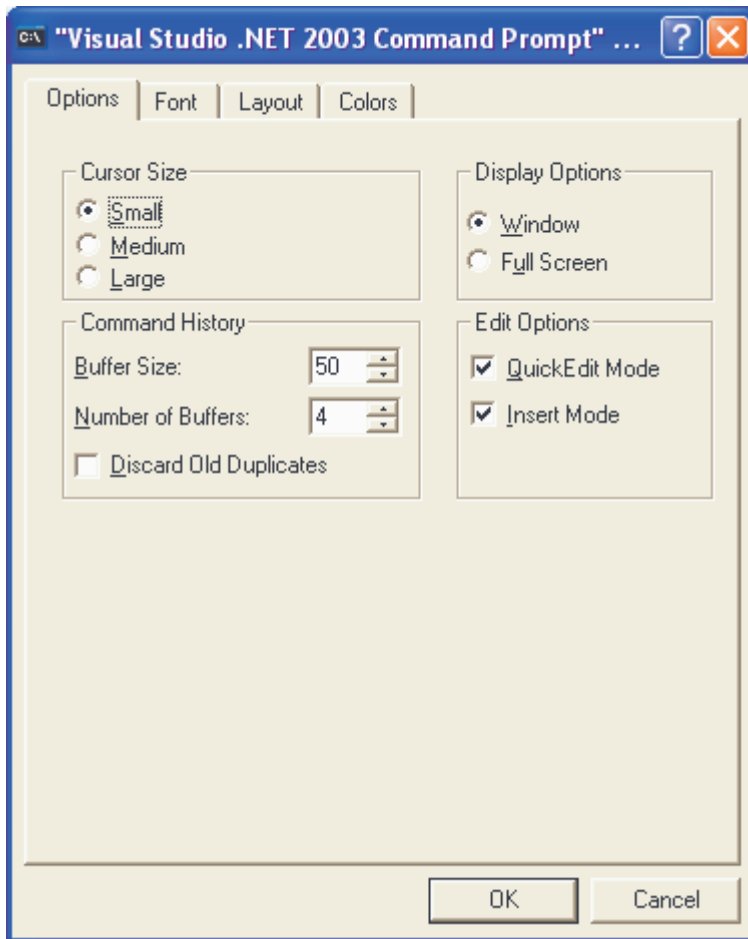 C:\ "Visual Studio .NET 2003 Command Prompt" ...
Options Font Layout Colors
Cursor Size
Small
Medium
Large
Display Options
Window
Full Screen
Command History
Buffer Size: 50
Number of Buffers: 4
Discard Old Duplicates
Edit Options
QuickEdit Mode
Insert Mode
OK Cancel